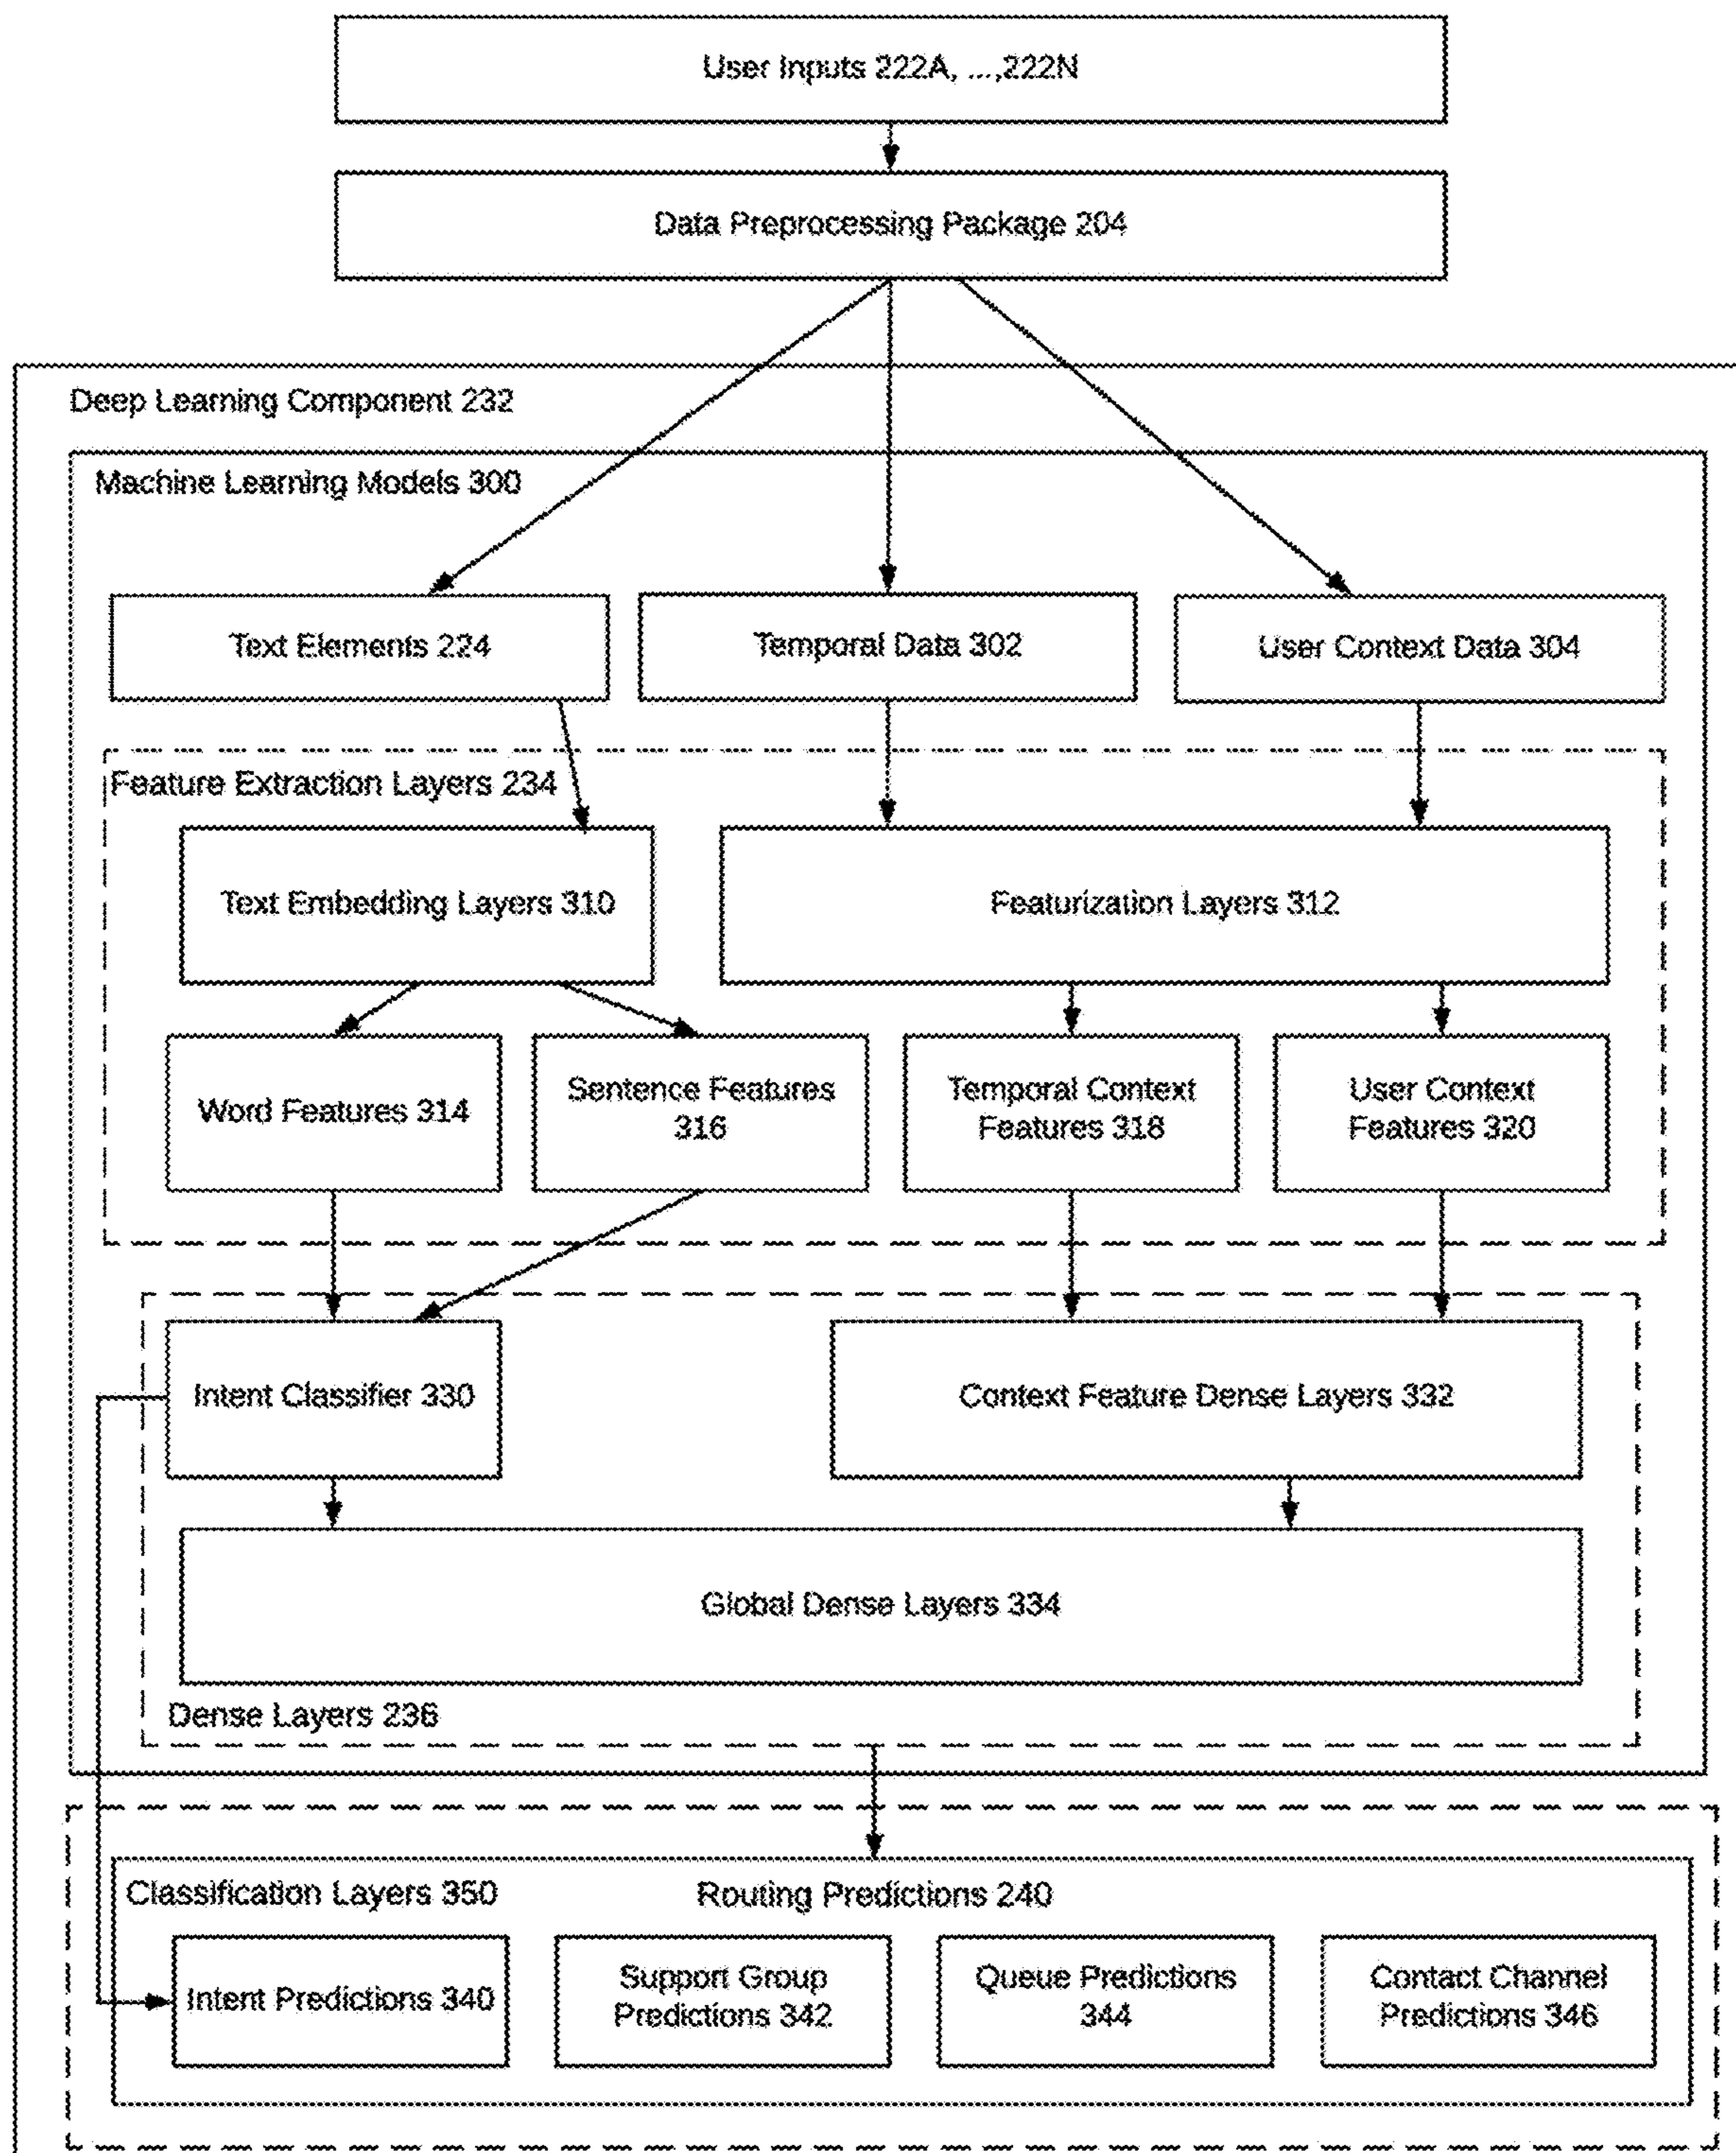 User Inputs 222A, ...,222N
Data Preprocessing Package 204
Deep Learning Component 232
Machine Learning Models 300
Text Elements 224
Temporal Data 302
User Context Data 304
Feature Extraction Layers 234
Text Embedding Layers 310
Featurization Layers 312
Word Features 314
Sentence Features
316
Temporal Context
Features 318
User Context
Features 320
Intent Classifier 330
Context Feature Dense Layers 332
Global Dense Layers 334
Dense Layers 236
Classification Layers 350
Routing Predictions 240
Intent Predictions 340
Support Group
Predictions 342
Queue Predictions
344
Contact Channel
Predictions 346